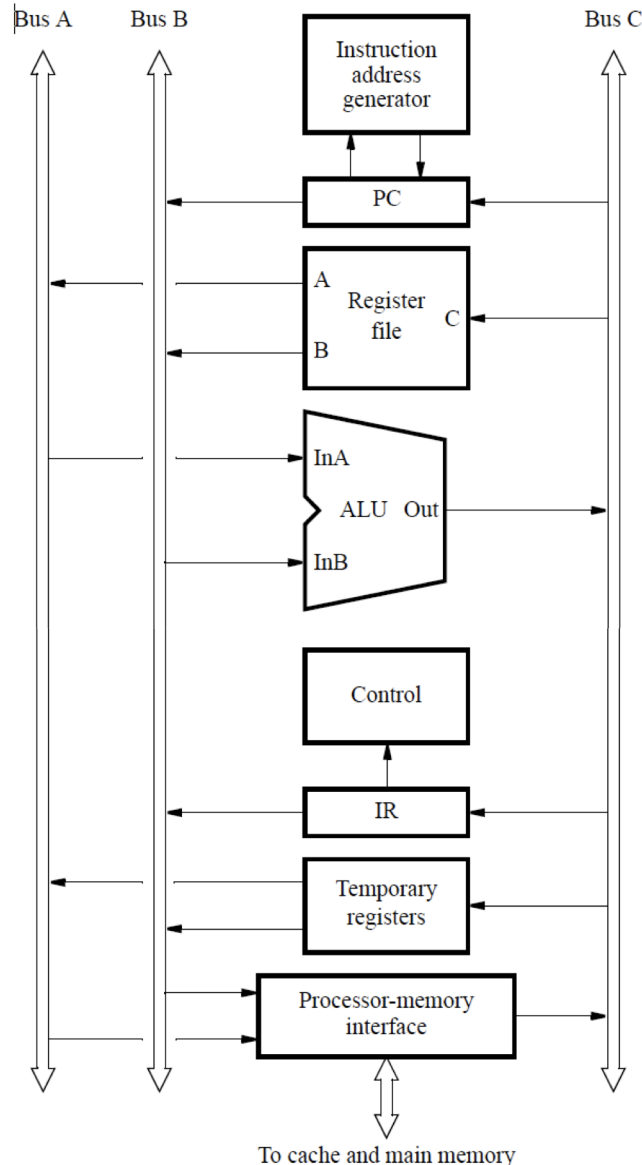 Bus A
Bus B
Bus C
Instruction
address
generator
PC
A
Register
file
C
B
InA
ALU
Out
InB
Control
IR
Temporary
registers
Processor-memory
interface
To cache and main memory